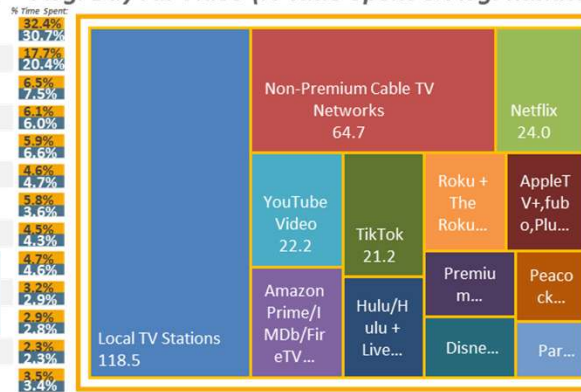 % Time Spent:
32.4%
30.7%
17.7%
20.4%
6.5%
7.5%
6.1%
6.0%
5.9%
6.6%
4.6%
4.7%
5.8%
3.6%
4.5%
4.3%
4.7%
4.6%
3.2%
2.9%
2.9%
2.8%
2.3%
2.3%
3.5%
3.4%
Local TV Stations
118.5
Non-Premium Cable TV
Networks
64.7
Netflix
24.0
YouTube
Video
22.2
TikTok
21.2
Roku +
The
Roku...
AppleT
V+,fub
o,Plu...
Amazon
Prime/I
MDb/Fir
eTV...
Hulu/H
ulu +
Live...
Premiu
m...
Peaco
ck...
Disne...
Par...